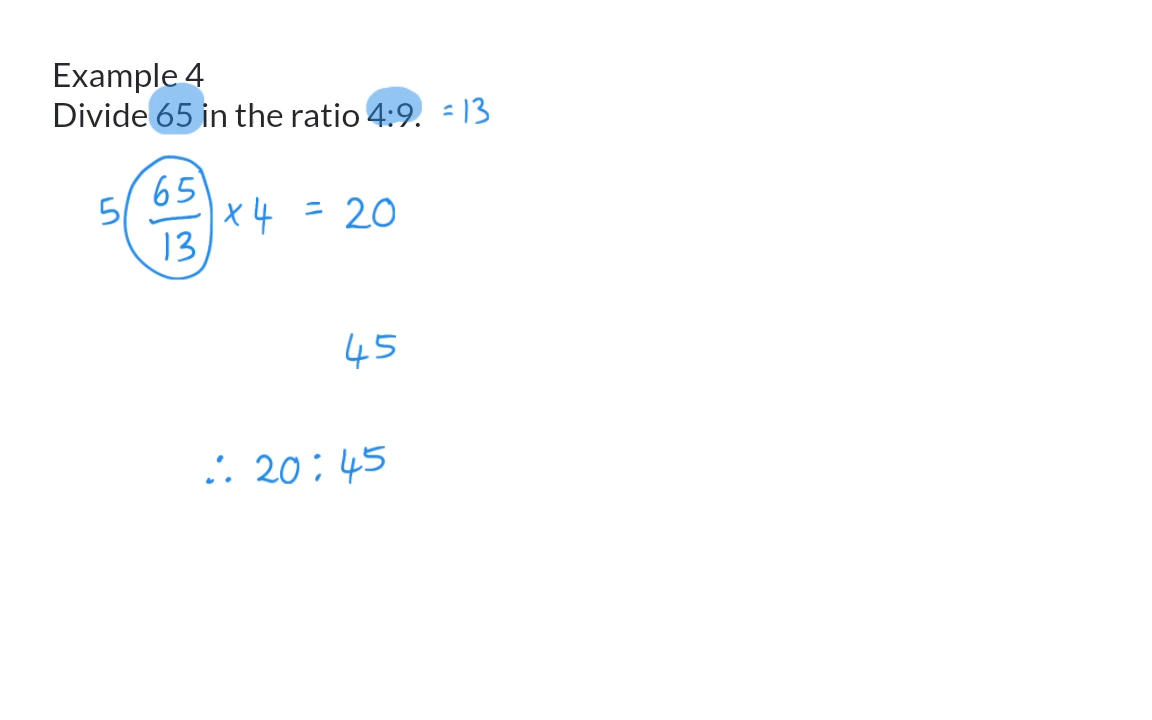 Example 4
Divide 65 in the ratio 4:9. = 13
5 65/13 × 4 = 20
45
∴ 20 : 45